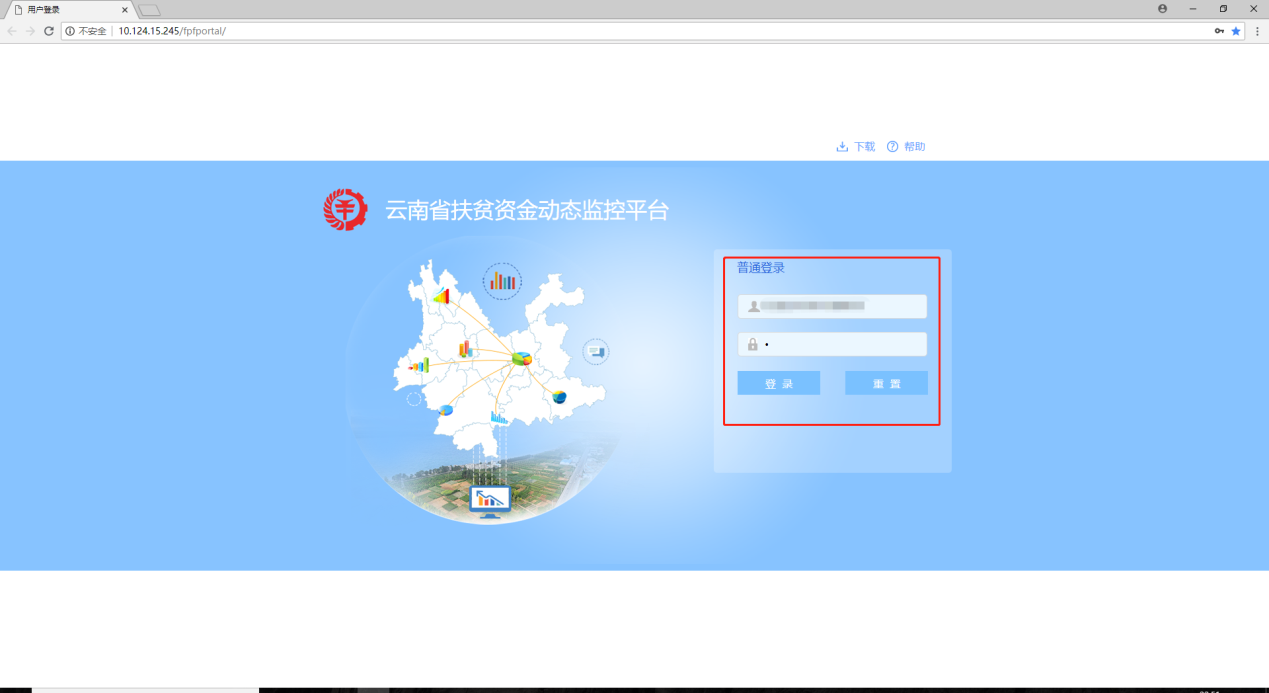 用户登录
不安全 10.124.15.245/fpfportal/
下载 帮助
云南省扶贫资金动态监控平台
普通登录
登 录 重 置